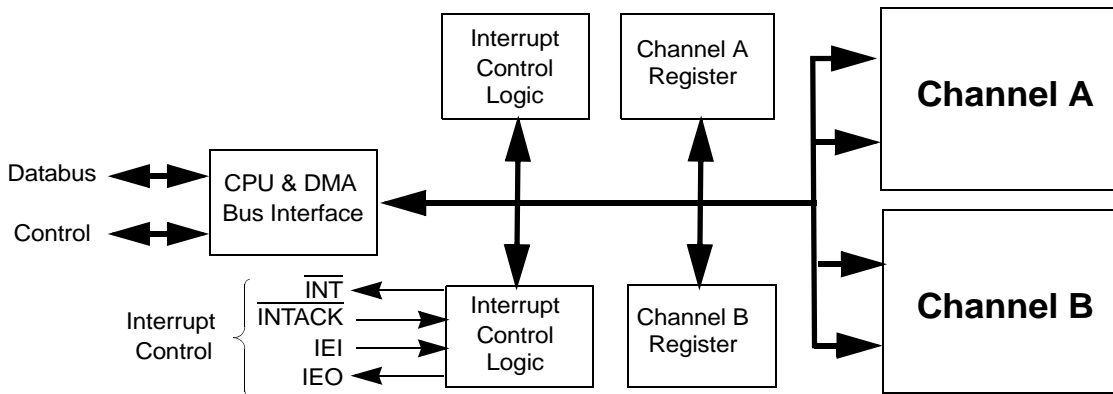 Interrupt
Control
Logic
Channel A
Register
Channel A
Databus
Control
CPU & DMA
Bus Interface
Interrupt
Control
INT
INTACK
IEI
IEO
Interrupt
Control
Logic
Channel B
Register
Channel B